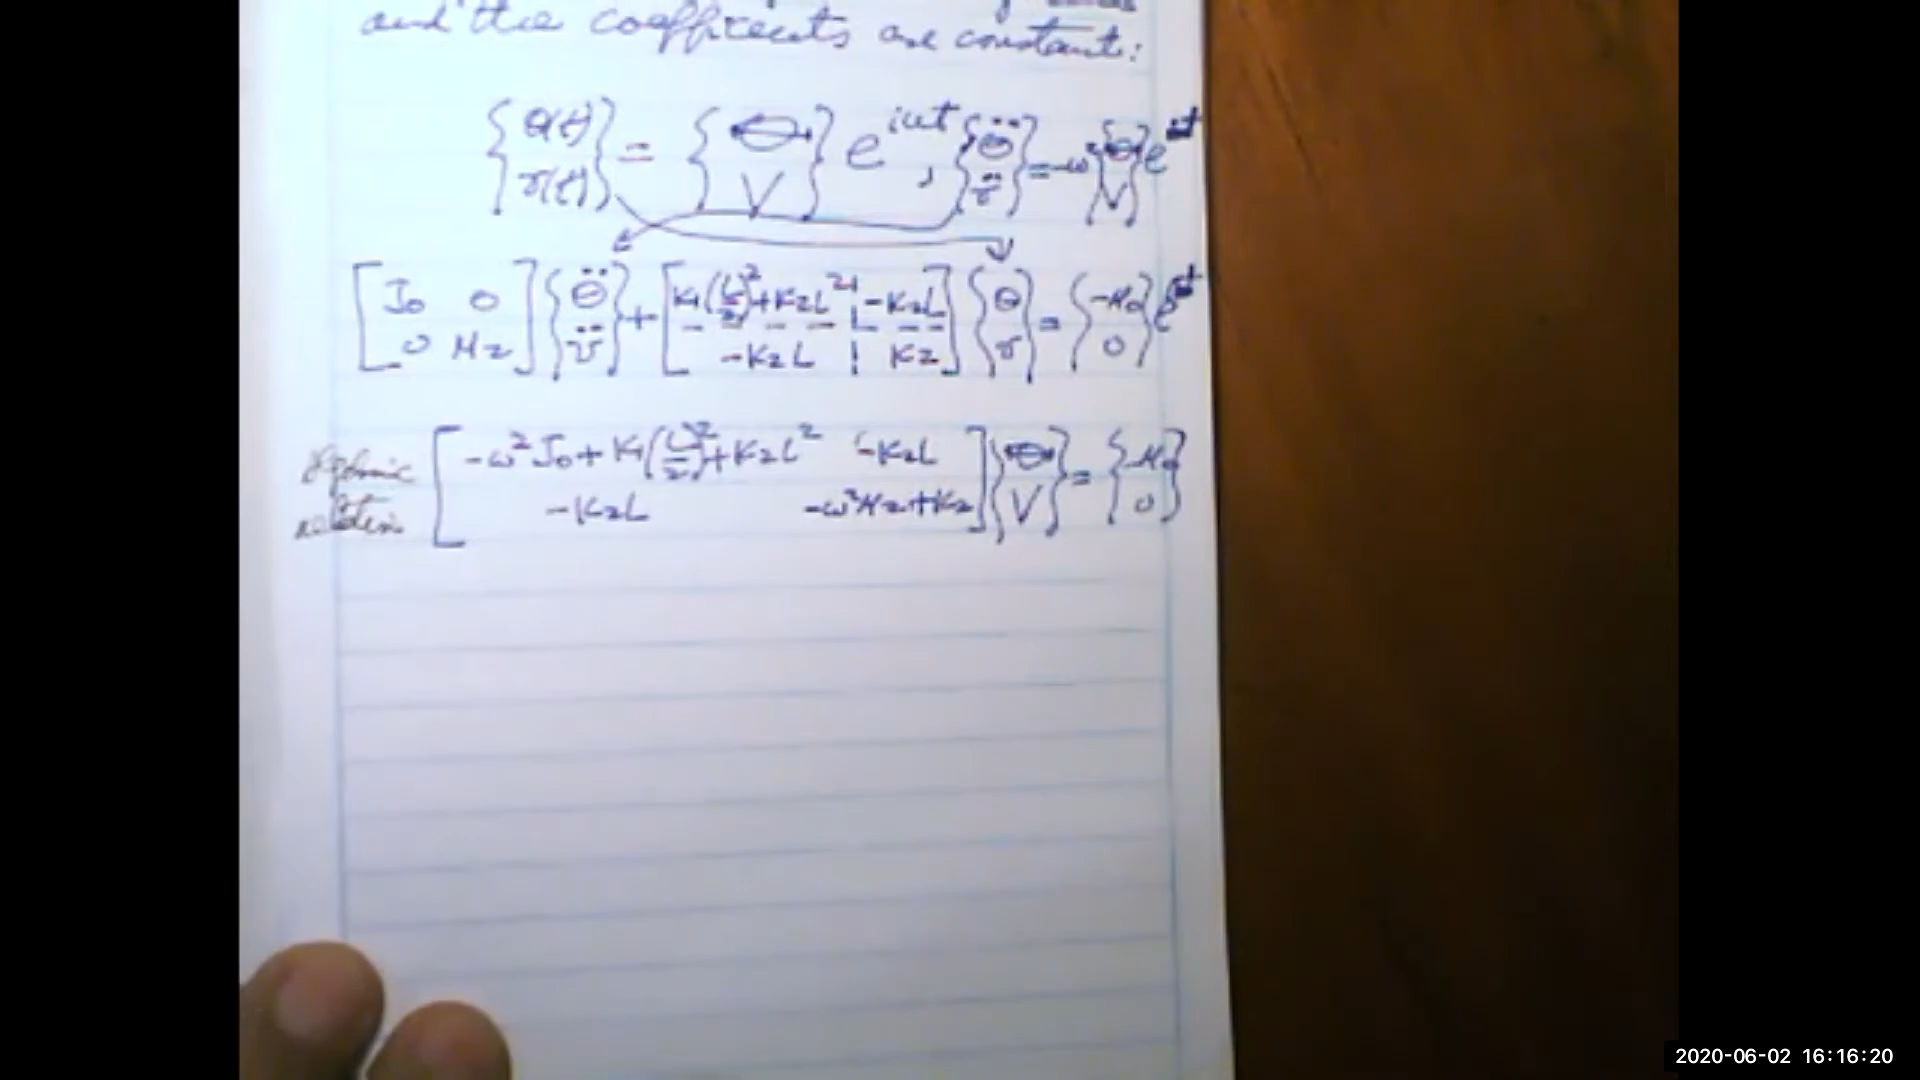 and the coefficients are constant:
{θ(t) v(t)} = {Θ V} e^{iωt}, {θ̈ v̈} = -ω² {Θ V} e^{iωt}
[J₀ 0 0 M₂] {θ̈ v̈} + [K₁(L/2)²+K₂L² -K₂L -K₂L K₂] {θ v} = {-M₀ 0} e^{iωt}
[-ω²J₀+K₁(L/2)²+K₂L² -K₂L -K₂L -ω²M₂+K₂] {Θ V} = {-M₀ 0}
2020-06-02 16:16:20